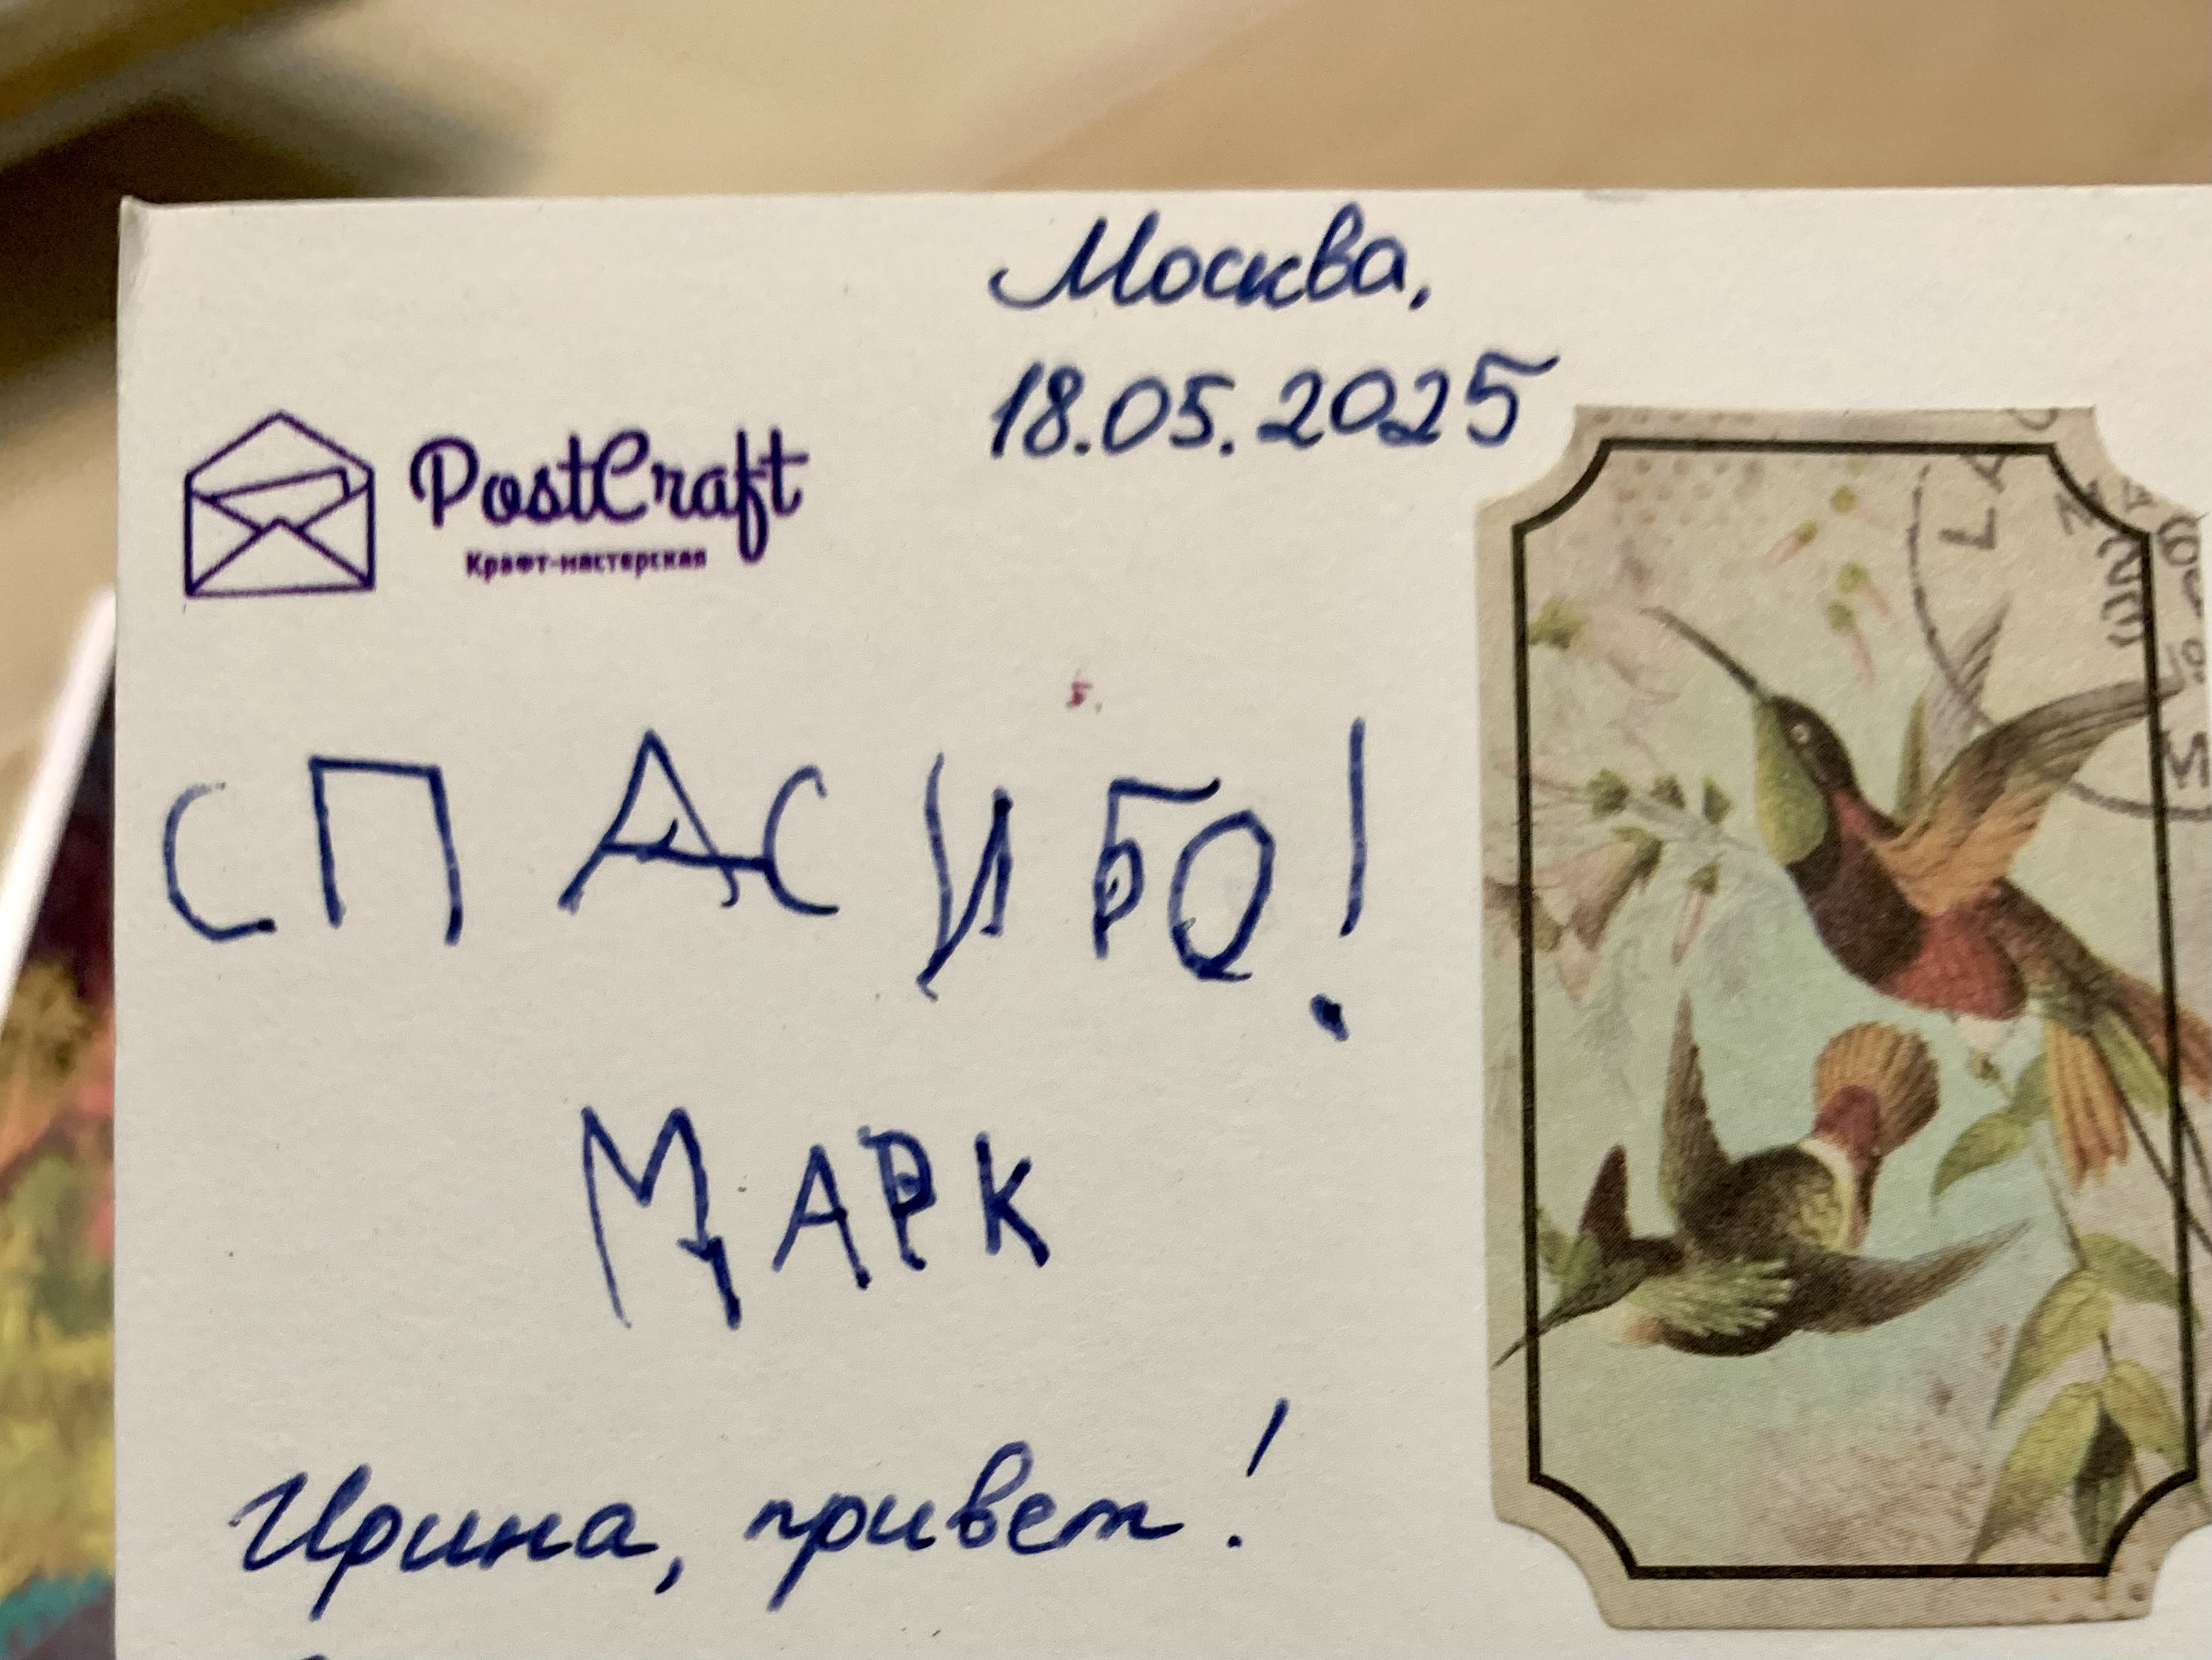 Москва,
18.05.2025
PostCraft
Крафт-мастерская
СПАСИБО!
МАРК
Ирина, привет!